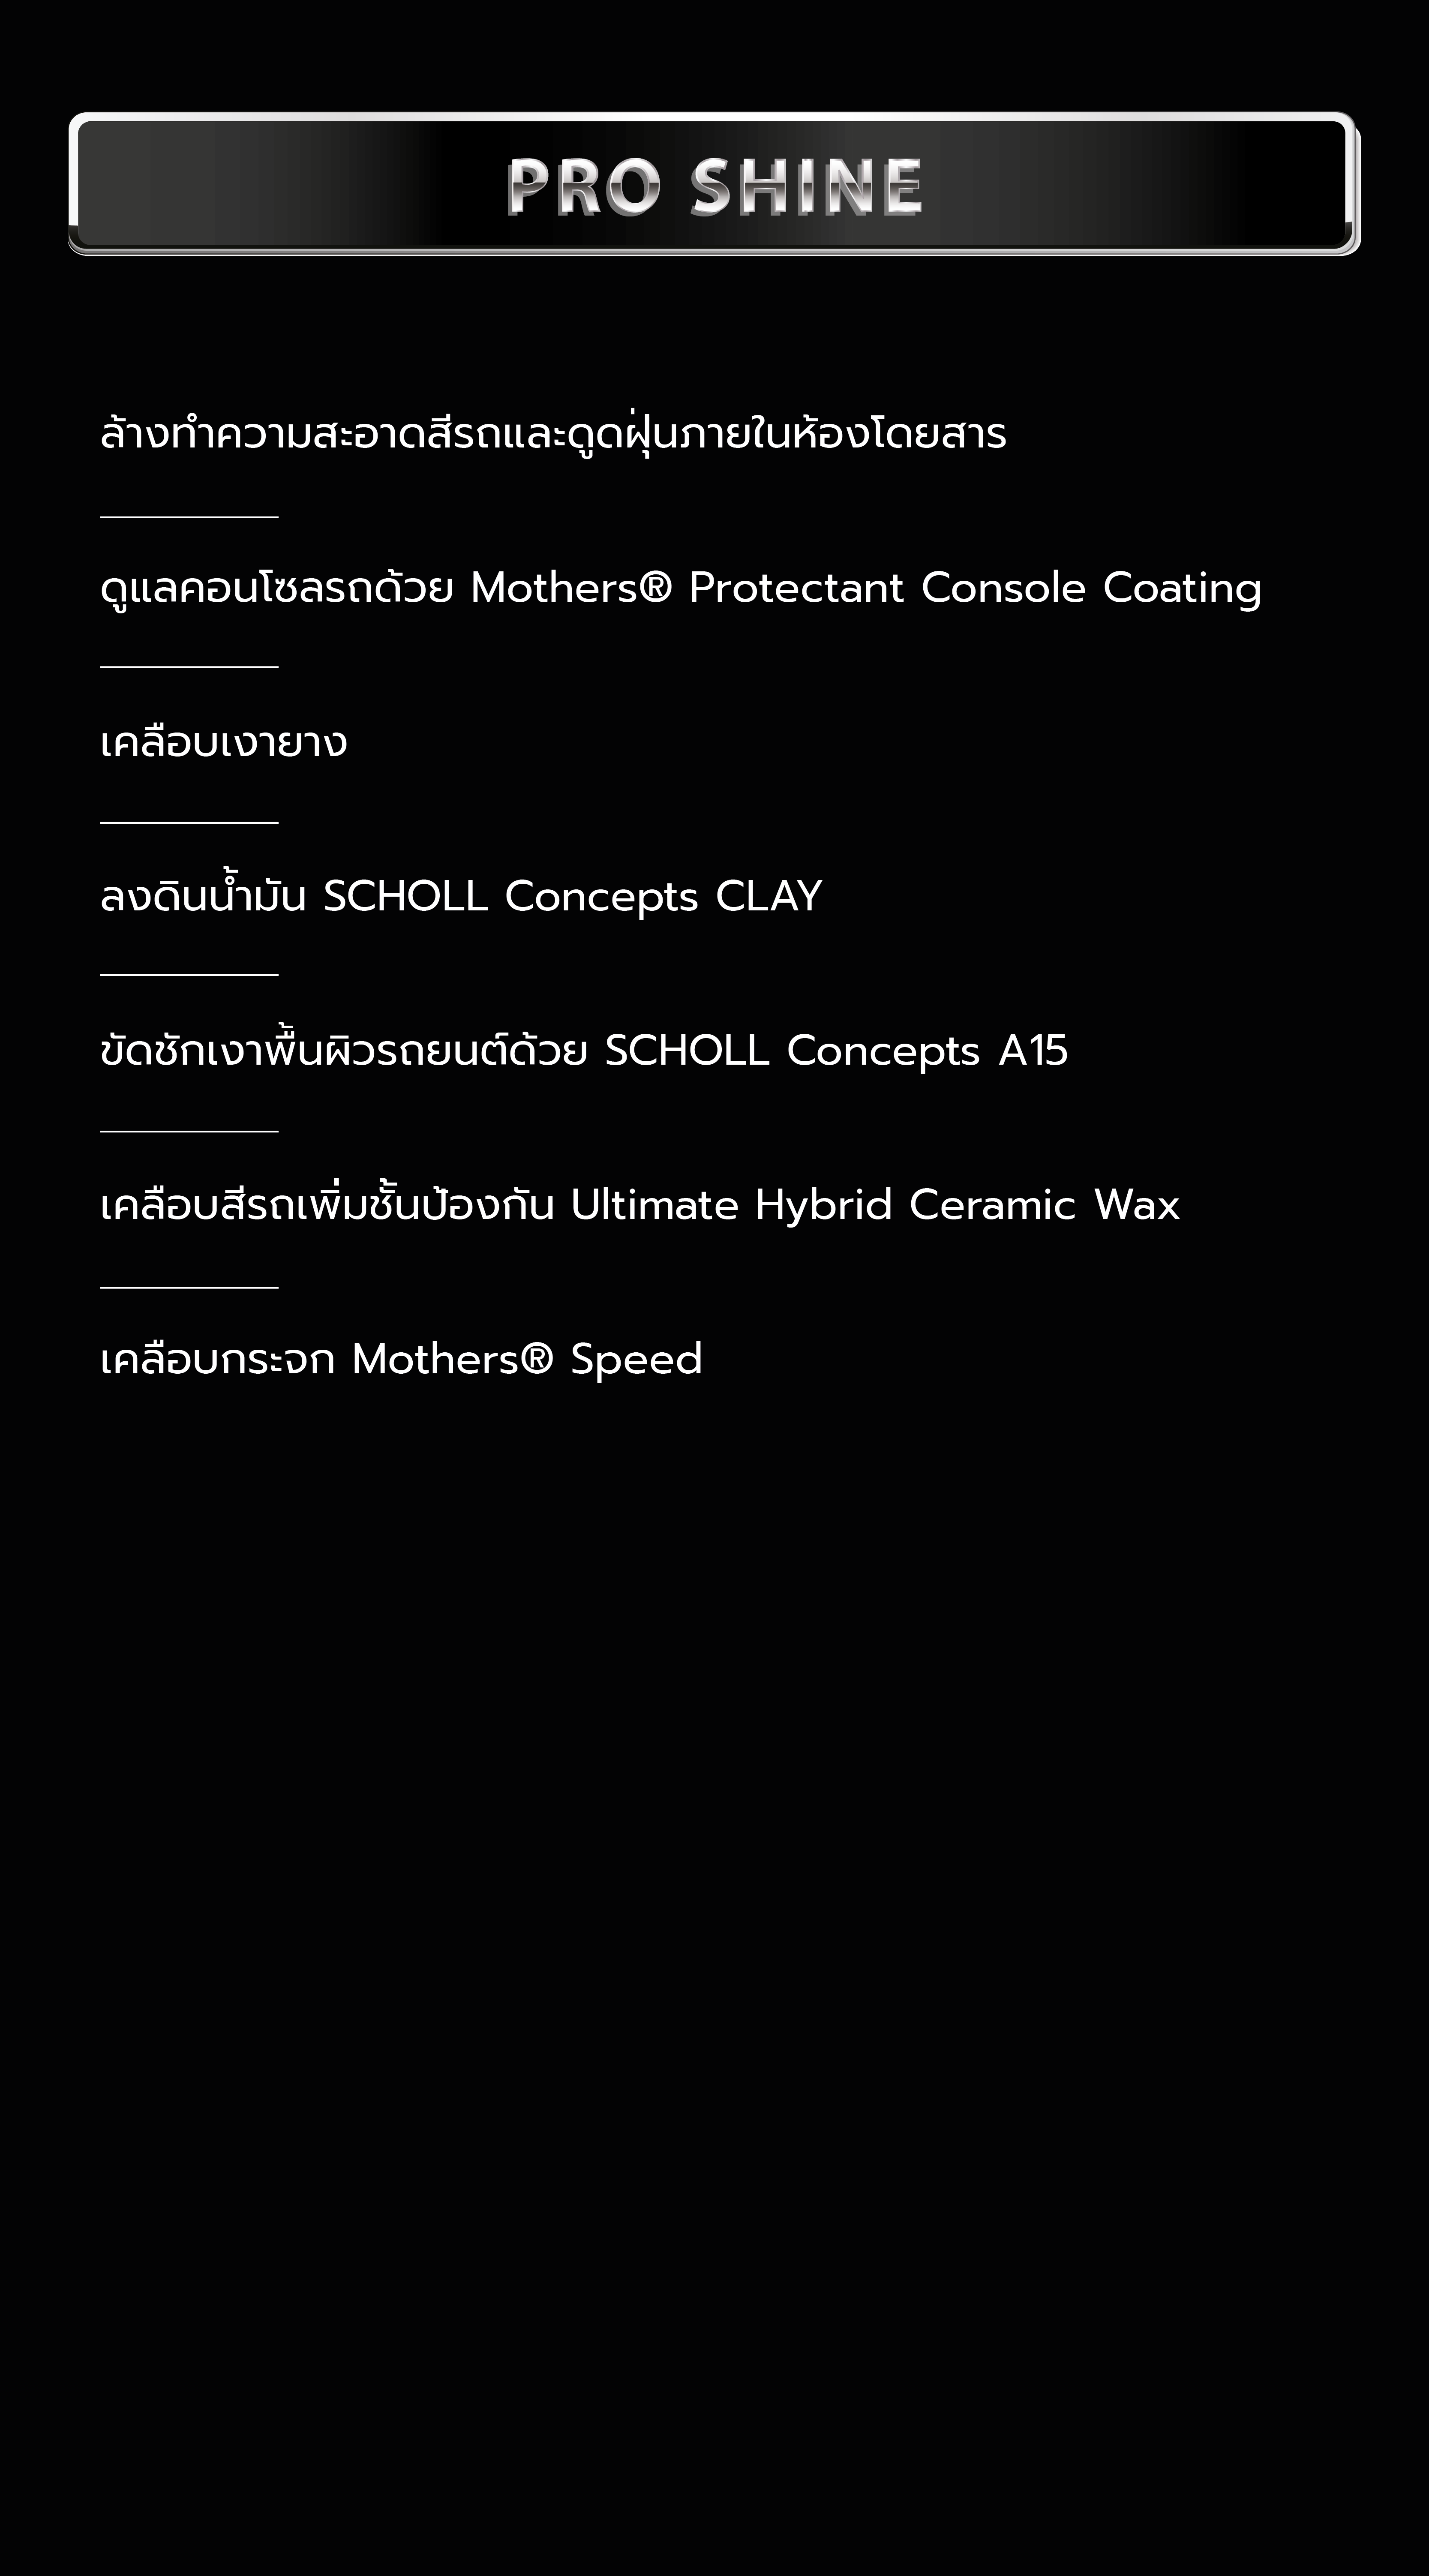 PRO SHINE
ล้างทำความสะอาดสีรถและดูดฝุ่นภายในห้องโดยสาร
ดูแลคอนโซลรถด้วย Mothers® Protectant Console Coating
เคลือบเงายาง
ลงดินน้ำมัน SCHOLL Concepts CLAY
ขัดชักเงาพื้นผิวรถยนต์ด้วย SCHOLL Concepts A15
เคลือบสีรถเพิ่มชั้นป้องกัน Ultimate Hybrid Ceramic Wax
เคลือบกระจก Mothers® Speed